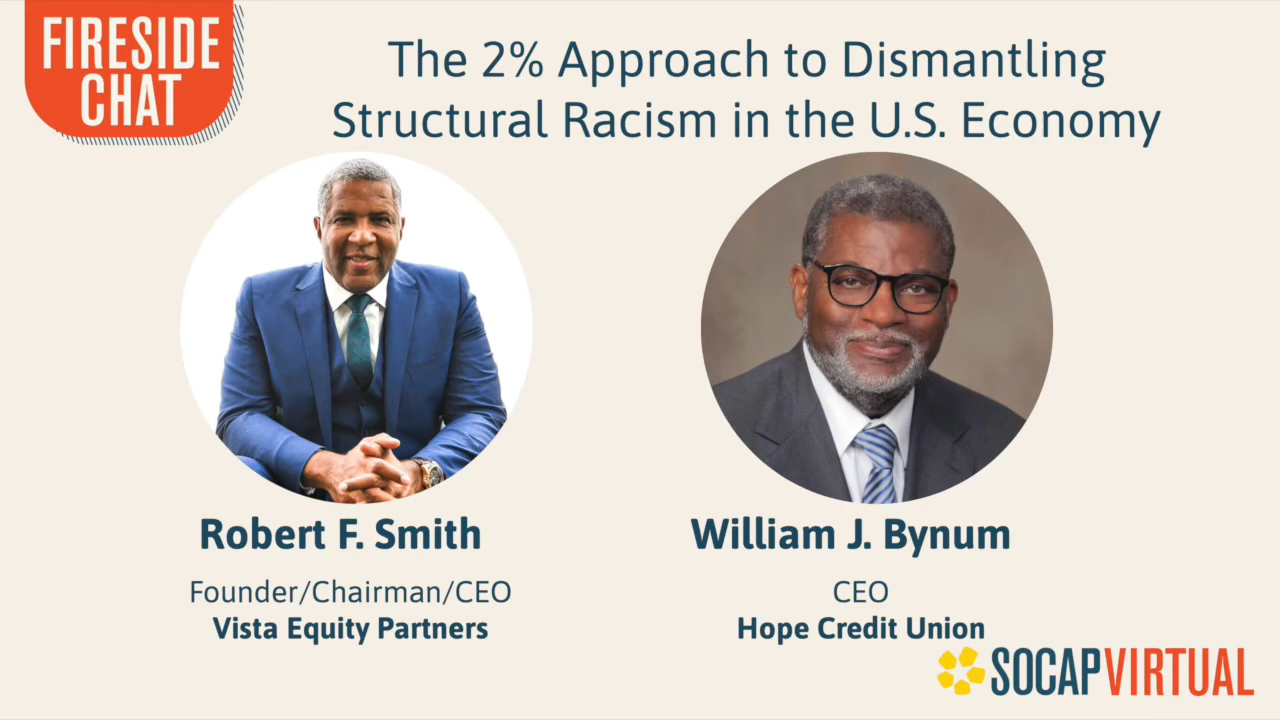 FIRESIDE
CHAT
The 2% Approach to Dismantling
Structural Racism in the U.S. Economy
Robert F. Smith
Founder/Chairman/CEO
Vista Equity Partners
William J. Bynum
CEO
Hope Credit Union
SOCAPVIRTUAL